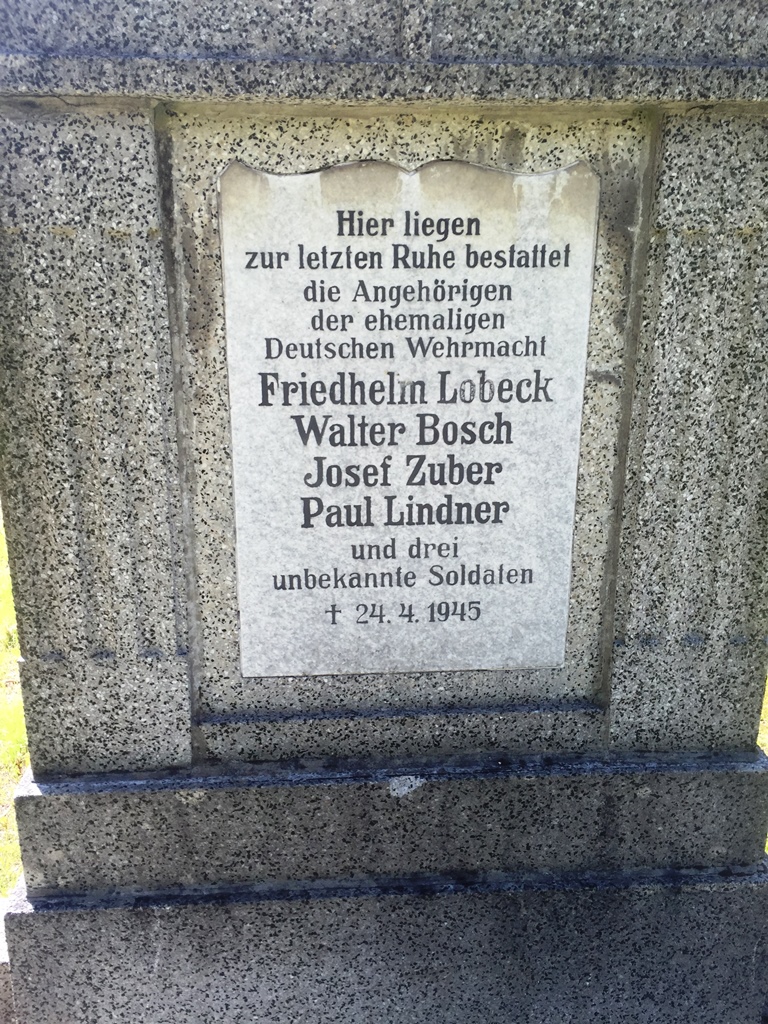 Hier liegen
zur letzten Ruhe bestattet
die Angehörigen
der ehemaligen
Deutschen Wehrmacht
Friedhelm Lobeck
Walter Bosch
Josef Zuber
Paul Lindner
und drei
unbekannte Soldaten
† 24. 4. 1945